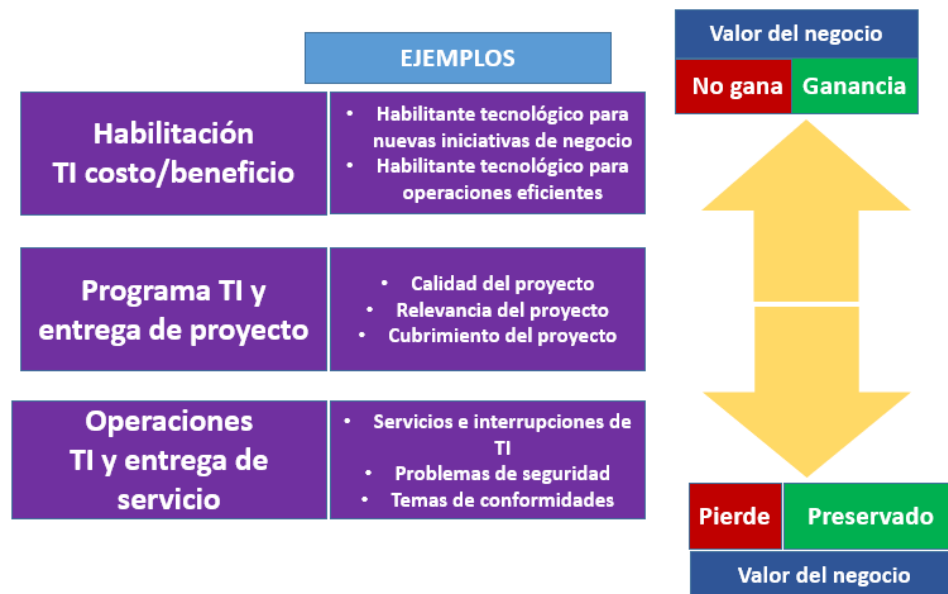 EJEMPLOS
Habilitación
TI costo/beneficio
• Habilitante tecnológico para
nuevas iniciativas de negocio
• Habilitante tecnológico para
operaciones eficientes
Programa TI y
entrega de proyecto
• Calidad del proyecto
• Relevancia del proyecto
• Cubrimiento del proyecto
Operaciones
TI y entrega de
servicio
• Servicios e interrupciones de
TI
• Problemas de seguridad
• Temas de conformidades
Valor del negocio
No gana Ganancia
Pierde Preservado
Valor del negocio